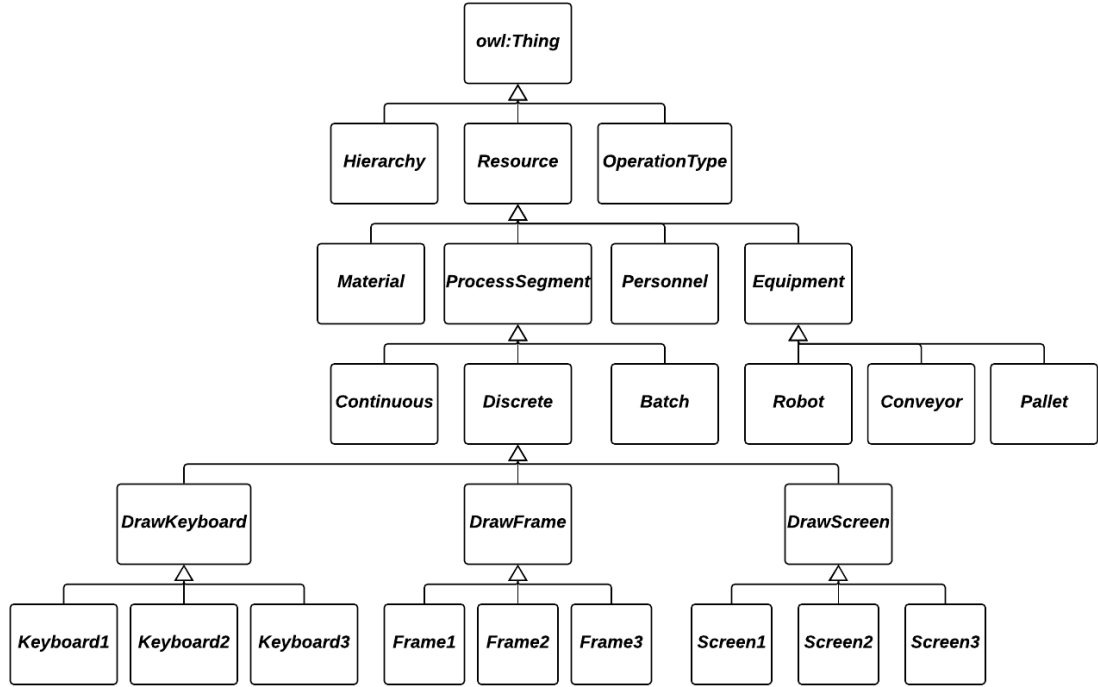 owl:Thing
Hierarchy
Resource
OperationType
Material
ProcessSegment
Personnel
Equipment
Continuous
Discrete
Batch
Robot
Conveyor
Pallet
DrawKeyboard
DrawFrame
DrawScreen
Keyboard1
Keyboard2
Keyboard3
Frame1
Frame2
Frame3
Screen1
Screen2
Screen3